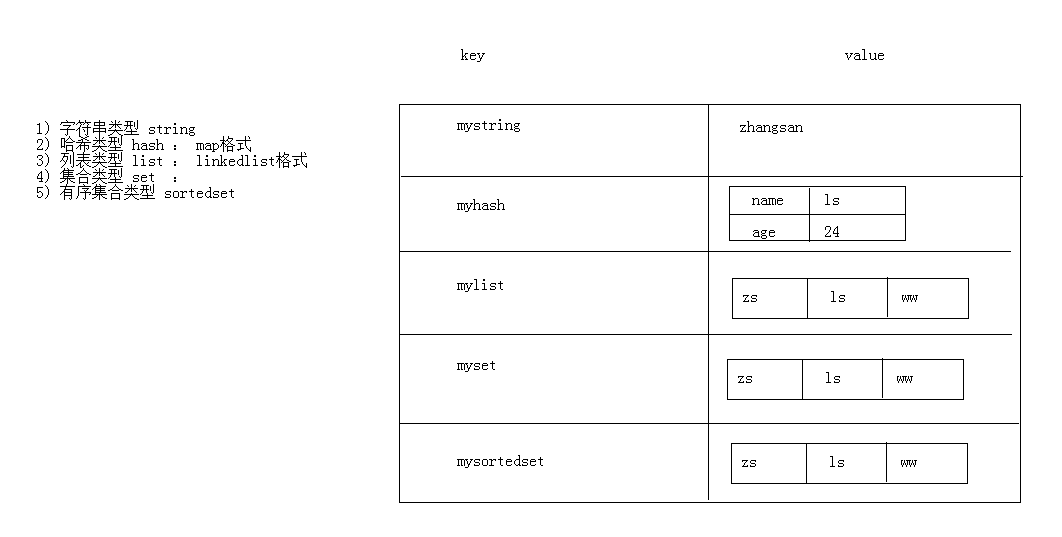 key value
1) 字符串类型 string
2) 哈希类型 hash : map格式
3) 列表类型 list : linkedlist格式
4) 集合类型 set :
5) 有序集合类型 sortedset
mystring zhangsan
myhash
name ls
age 24
mylist zs ls ww
myset zs ls ww
mysortedset zs ls ww